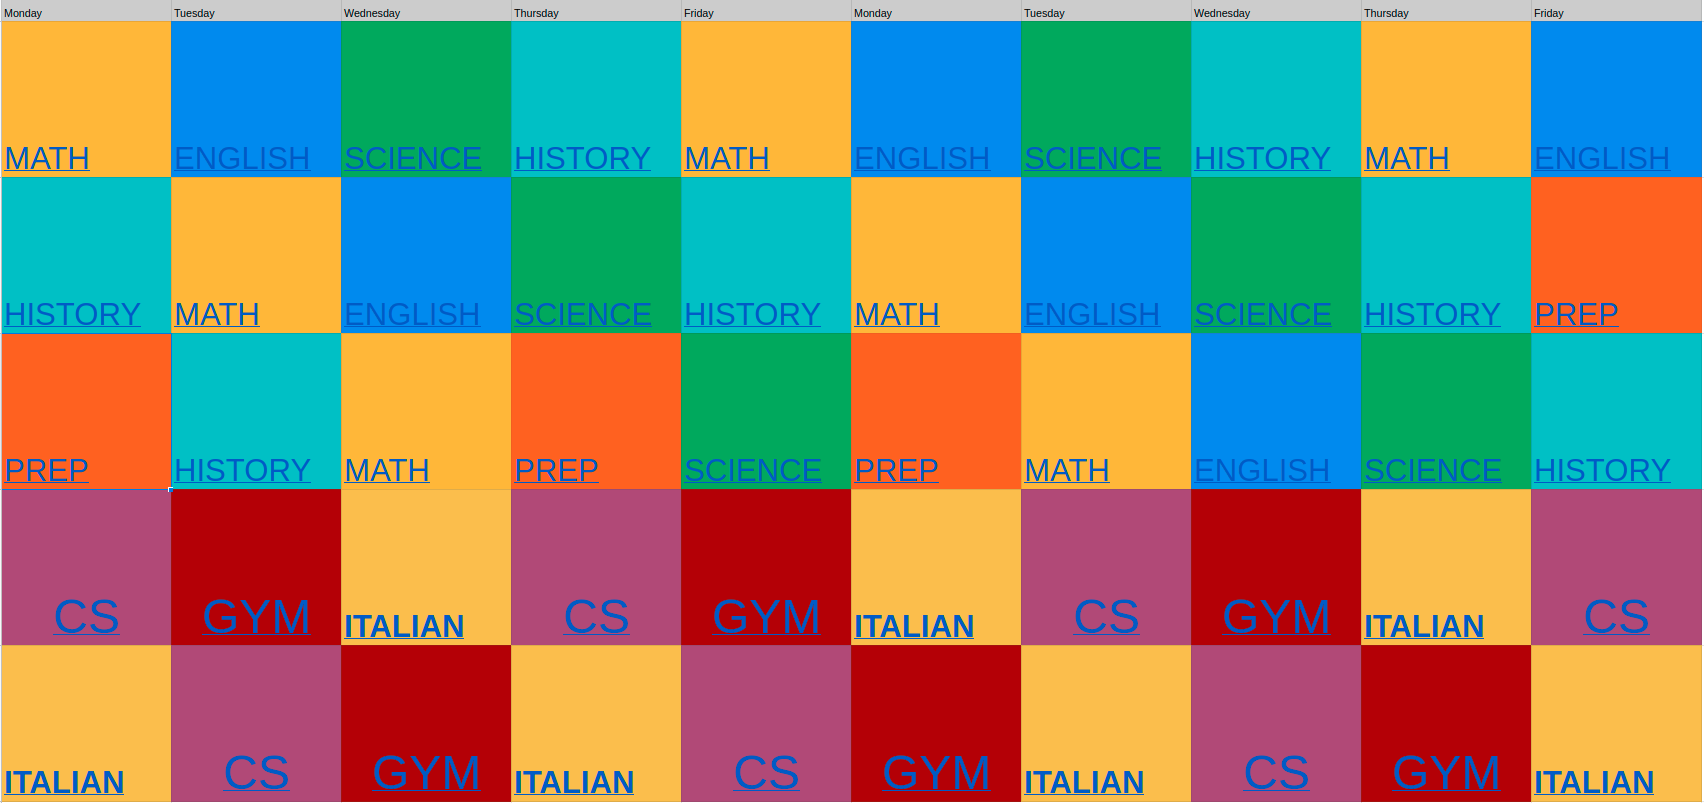 Monday Tuesday Wednesday Thursday Friday Monday Tuesday Wednesday Thursday Friday
MATH ENGLISH SCIENCE HISTORY MATH ENGLISH SCIENCE HISTORY MATH ENGLISH
HISTORY MATH ENGLISH SCIENCE HISTORY MATH ENGLISH SCIENCE HISTORY PREP
PREP HISTORY MATH PREP SCIENCE PREP MATH ENGLISH SCIENCE HISTORY
CS GYM ITALIAN CS GYM ITALIAN CS GYM ITALIAN CS
ITALIAN CS GYM ITALIAN CS GYM ITALIAN CS GYM ITALIAN